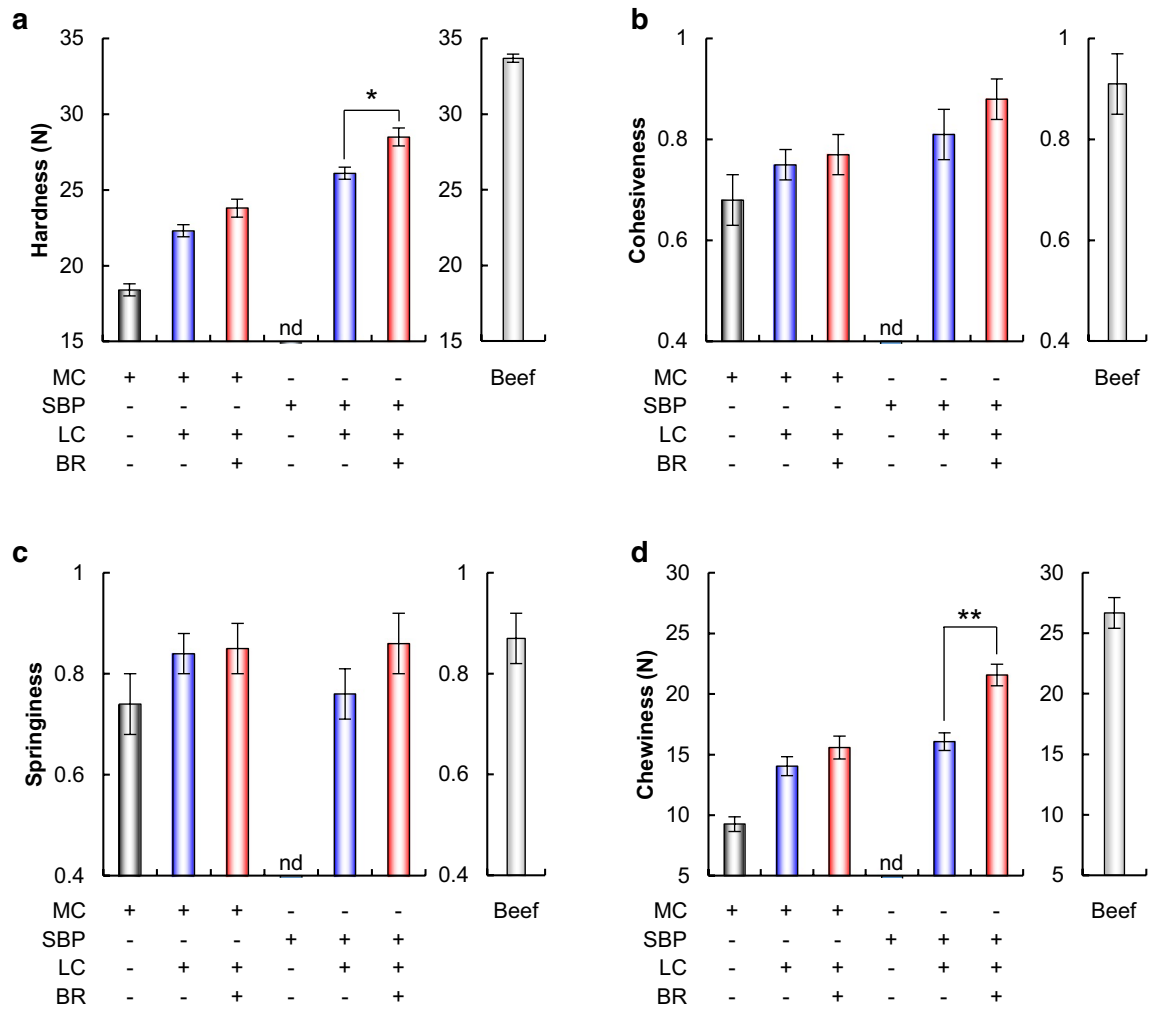 a
Hardness (N)
35
30
25
20
15
*
nd
35
30
25
20
15
MC + + + - - - Beef
SBP - - - + + +
LC - + + - + +
BR - - + - - +
b
Cohesiveness
1
0.8
0.6
0.4
nd
1
0.8
0.6
0.4
MC + + + - - - Beef
SBP - - - + + +
LC - + + - + +
BR - - + - - +
c
Springiness
1
0.8
0.6
0.4
nd
1
0.8
0.6
0.4
MC + + + - - - Beef
SBP - - - + + +
LC - + + - + +
BR - - + - - +
d
Chewiness (N)
30
25
20
15
10
5
**
nd
30
25
20
15
10
5
MC + + + - - - Beef
SBP - - - + + +
LC - + + - + +
BR - - + - - +